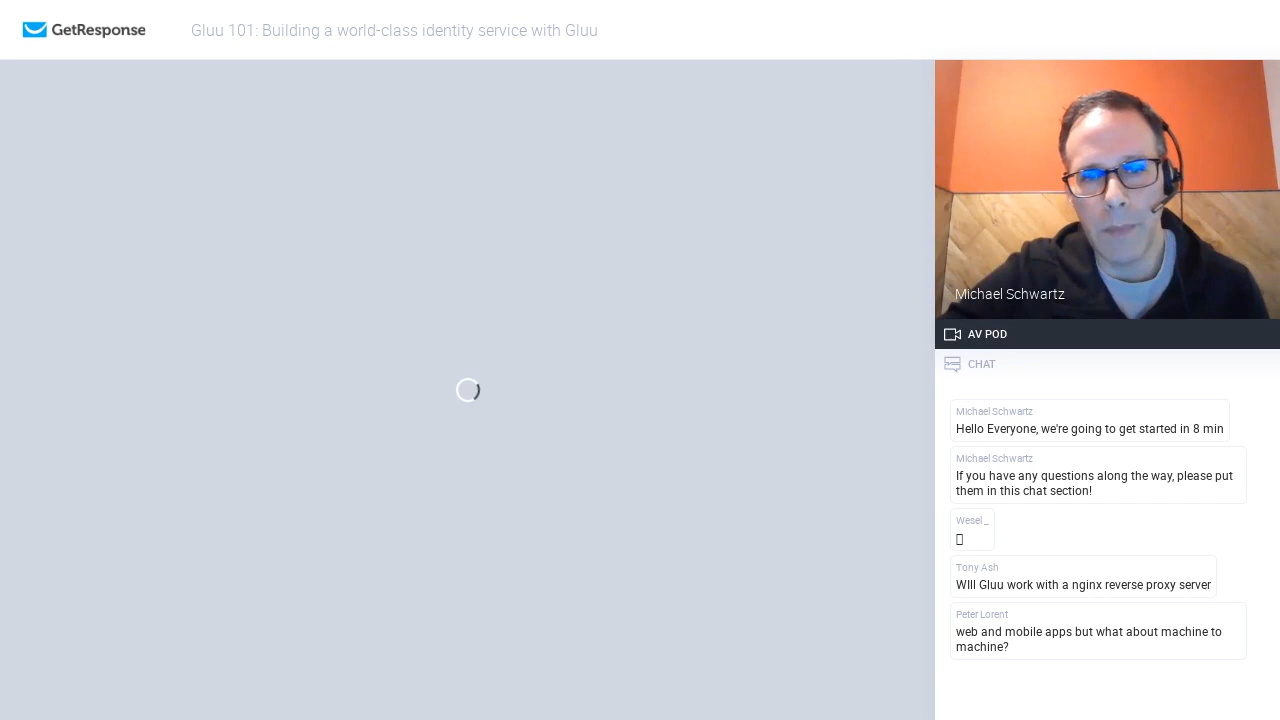 GetResponse
Gluu 101: Building a world-class identity service with Gluu
Michael Schwartz
AV POD
CHAT
Michael Schwartz
Hello Everyone, we're going to get started in 8 min
Michael Schwartz
If you have any questions along the way, please put
them in this chat section!
Wesel _
Tony Ash
WIll Gluu work with a nginx reverse proxy server
Peter Lorent
web and mobile apps but what about machine to
machine?